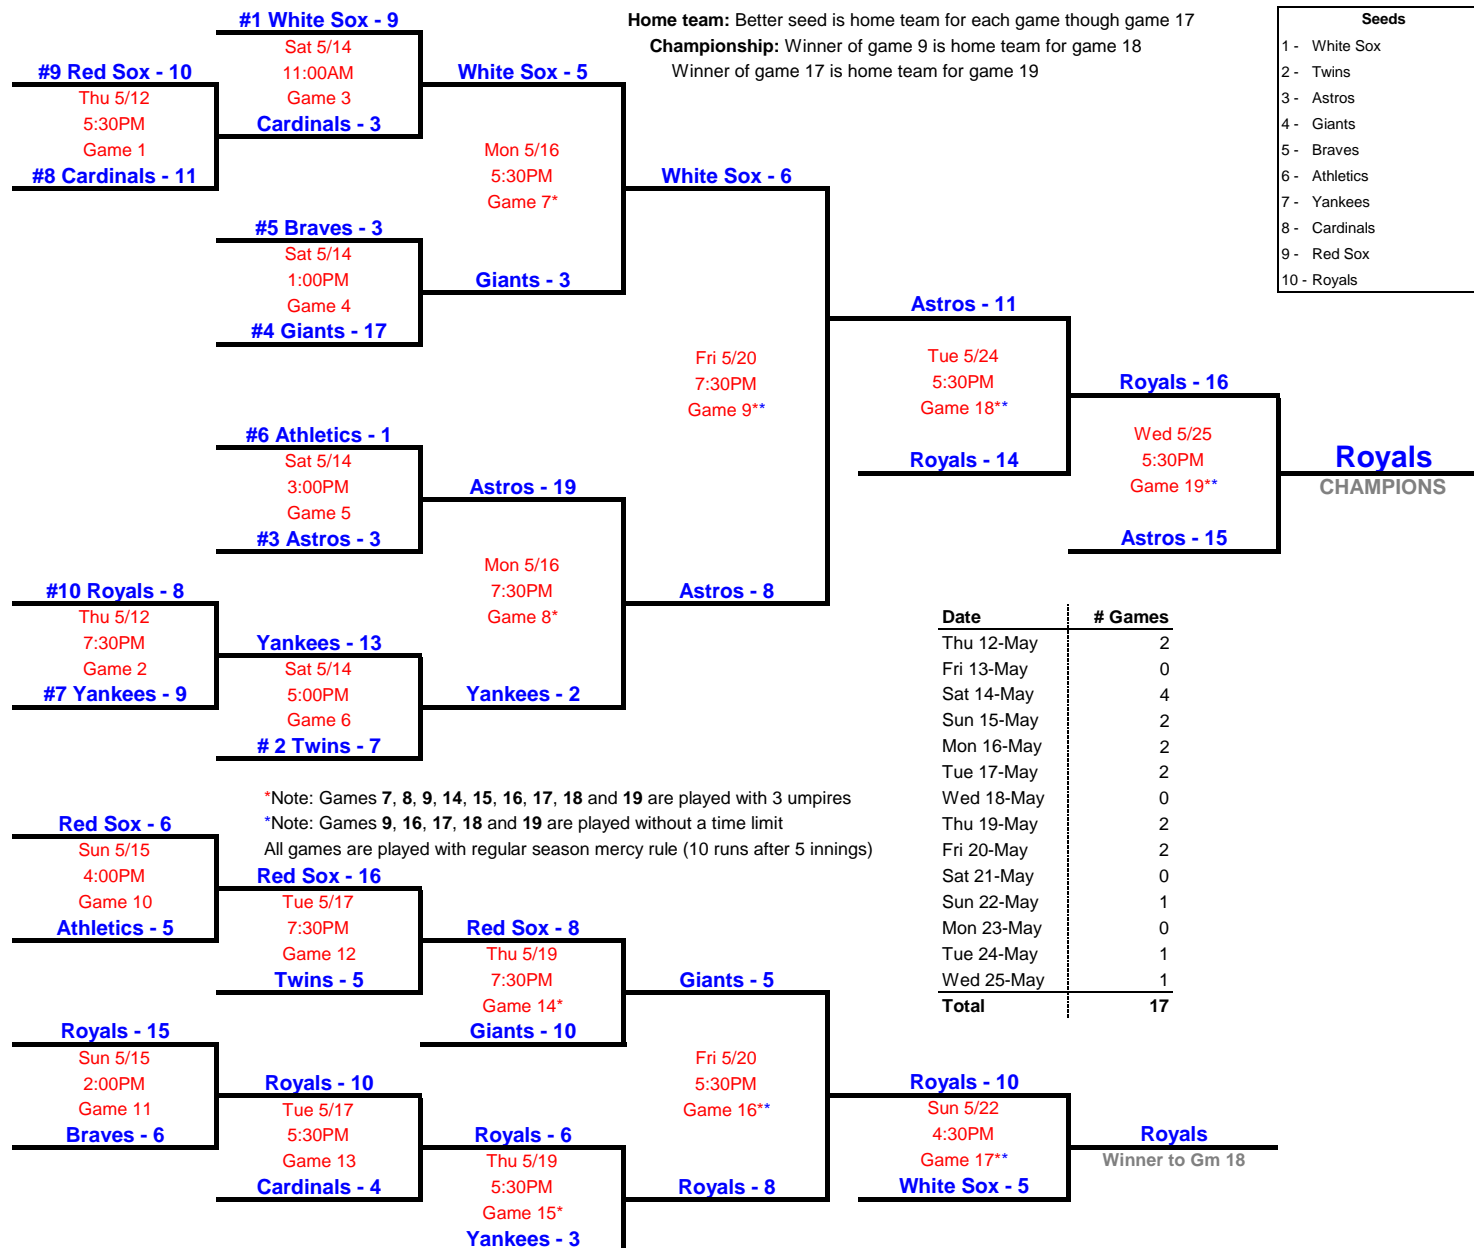 #1 White Sox - 9
Home team: Better seed is home team for each game though game 17
Championship: Winner of game 9 is home team for game 18
Winner of game 17 is home team for game 19
Seeds
1 - White Sox
2 - Twins
3 - Astros
4 - Giants
5 - Braves
6 - Athletics
7 - Yankees
8 - Cardinals
9 - Red Sox
10 - Royals
Sat 5/14
11:00AM
Game 3
#9 Red Sox - 10
White Sox - 5
Thu 5/12
5:30PM
Game 1
Cardinals - 3
#8 Cardinals - 11
Mon 5/16
5:30PM
Game 7*
White Sox - 6
#5 Braves - 3
Sat 5/14
1:00PM
Game 4
Giants - 3
#4 Giants - 17
Astros - 11
Fri 5/20
7:30PM
Game 9**
Tue 5/24
5:30PM
Game 18**
Royals - 16
#6 Athletics - 1
Sat 5/14
3:00PM
Game 5
Royals - 14
Wed 5/25
5:30PM
Game 19**
Royals
CHAMPIONS
Astros - 19
#3 Astros - 3
Astros - 15
Mon 5/16
7:30PM
Game 8*
#10 Royals - 8
Astros - 8
Thu 5/12
7:30PM
Game 2
Yankees - 13
Sat 5/14
5:00PM
Game 6
#7 Yankees - 9
Yankees - 2
# 2 Twins - 7
Date # Games
Thu 12-May 2
Fri 13-May 0
Sat 14-May 4
Sun 15-May 2
Mon 16-May 2
Tue 17-May 2
Wed 18-May 0
Thu 19-May 2
Fri 20-May 2
Sat 21-May 0
Sun 22-May 1
Mon 23-May 0
Tue 24-May 1
Wed 25-May 1
Total 17
*Note: Games 7, 8, 9, 14, 15, 16, 17, 18 and 19 are played with 3 umpires
*Note: Games 9, 16, 17, 18 and 19 are played without a time limit
All games are played with regular season mercy rule (10 runs after 5 innings)
Red Sox - 6
Sun 5/15
4:00PM
Game 10
Athletics - 5
Red Sox - 16
Tue 5/17
7:30PM
Game 12
Twins - 5
Red Sox - 8
Thu 5/19
7:30PM
Game 14*
Giants - 10
Giants - 5
Royals - 15
Sun 5/15
2:00PM
Game 11
Braves - 6
Royals - 10
Tue 5/17
5:30PM
Game 13
Cardinals - 4
Fri 5/20
5:30PM
Game 16**
Royals - 6
Thu 5/19
5:30PM
Game 15*
Yankees - 3
Royals - 8
Royals - 10
Sun 5/22
4:30PM
Game 17**
White Sox - 5
Royals
Winner to Gm 18